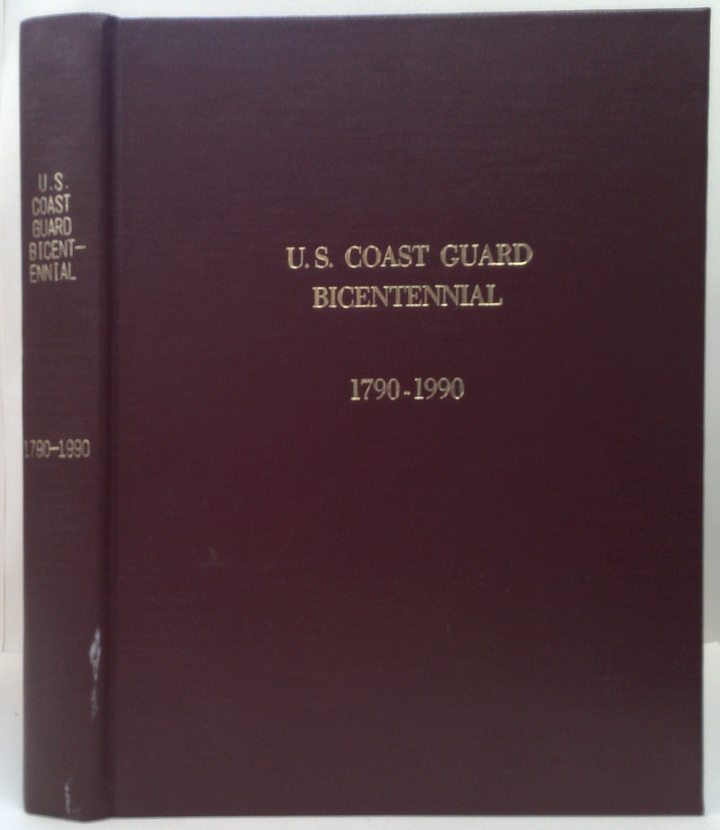 U.S.
COAST
GUARD
BICENT-
ENNIAL
1790-1990
U.S. COAST GUARD
BICENTENNIAL
1790-1990